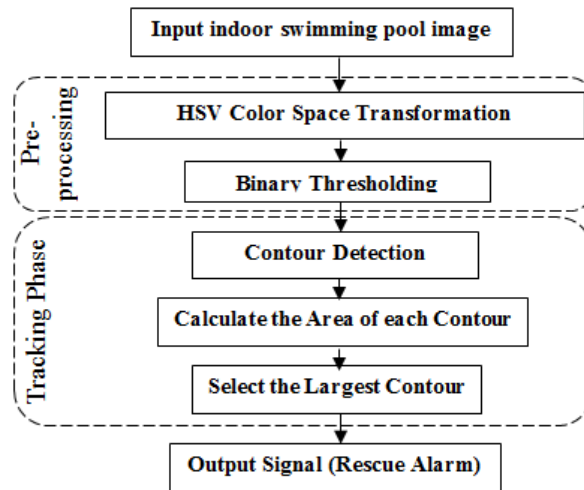 Input indoor swimming pool image
Pre-
processing
HSV Color Space Transformation
Binary Thresholding
Tracking Phase
Contour Detection
Calculate the Area of each Contour
Select the Largest Contour
Output Signal (Rescue Alarm)